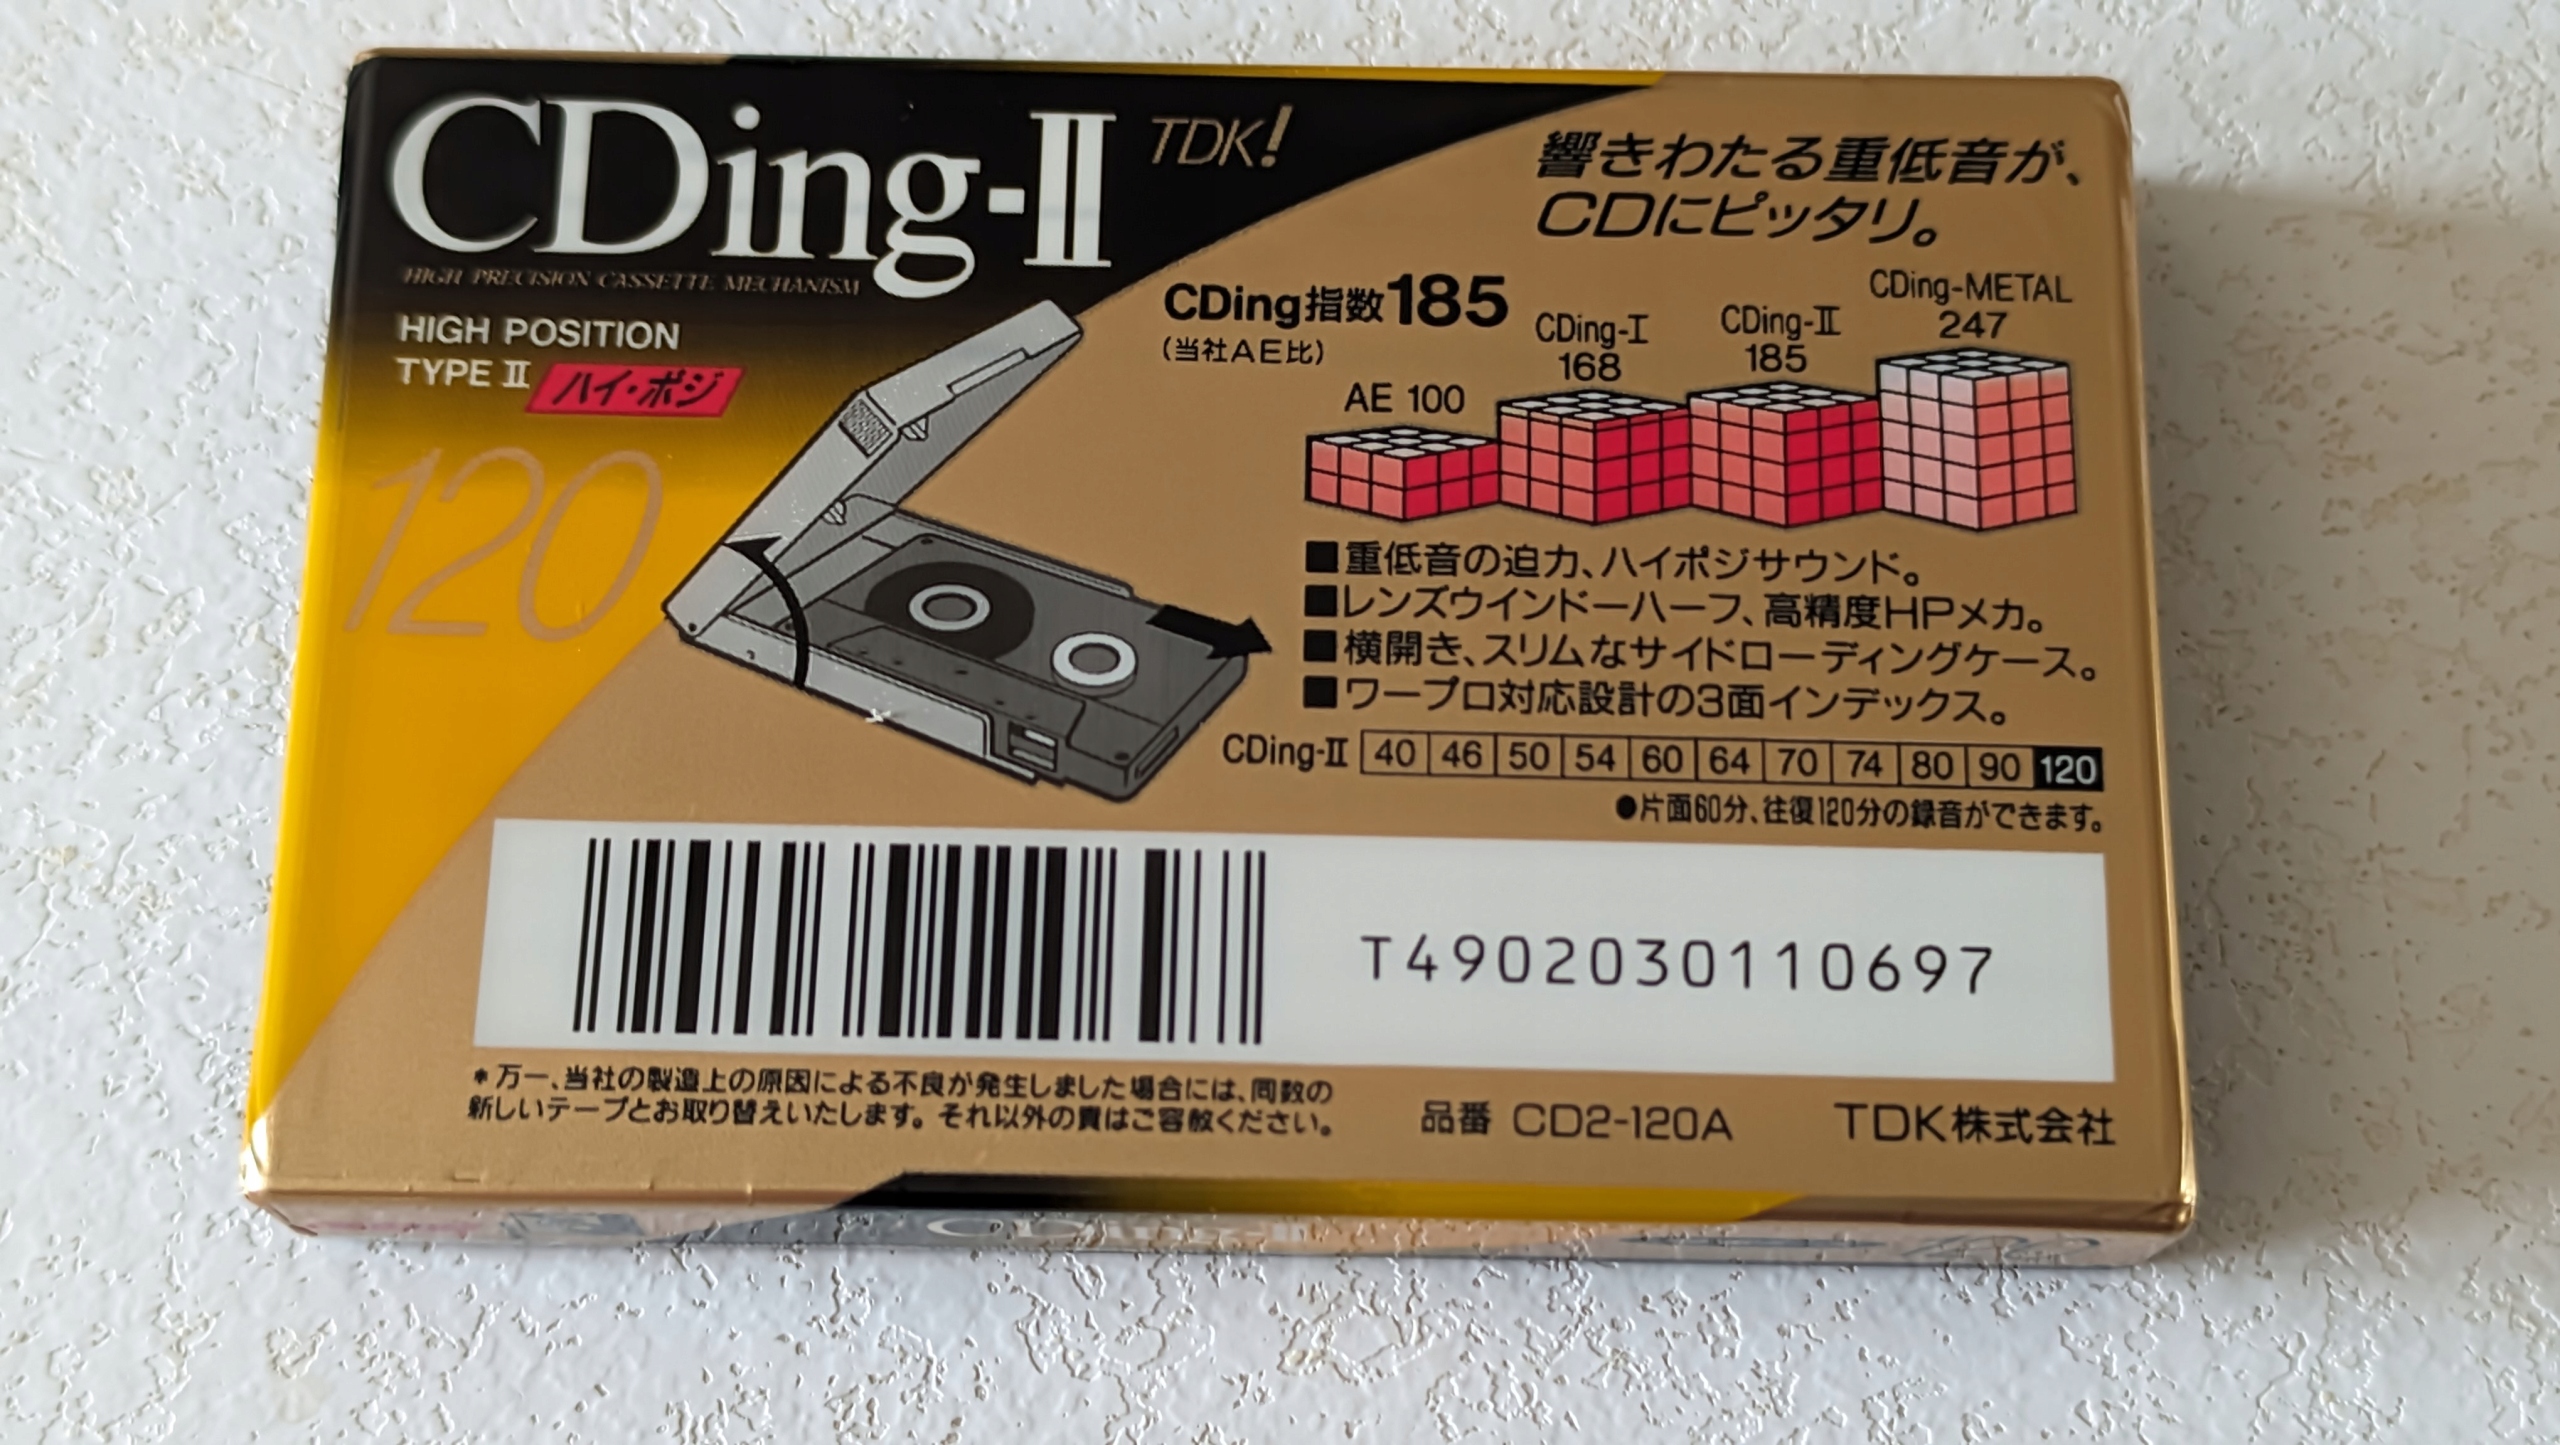 CDing-II TDK!
HIGH PRECISION CASSETTE MECHANISM
HIGH POSITION
TYPE II ハイ・ポジ
120
響きわたる重低音が、
CDにピッタリ。
CDing指数185
(当社AE比)
AE 100
CDing-I
168
CDing-II
185
CDing-METAL
247
■重低音の迫力、ハイポジサウンド。
■レンズウインドーハーフ、高精度HPメカ。
■横開き、スリムなサイドローディングケース。
■ワープロ対応設計の3面インデックス。
CDing-II 40 46 50 54 60 64 70 74 80 90 120
●片面60分、往復120分の録音ができます。
T4902030110697
*万一、当社の製造上の原因による不良が発生しました場合には、同数の
新しいテープとお取り替えいたします。それ以外の責はご容赦ください。
品番 CD2-120A TDK株式会社
CDing-II